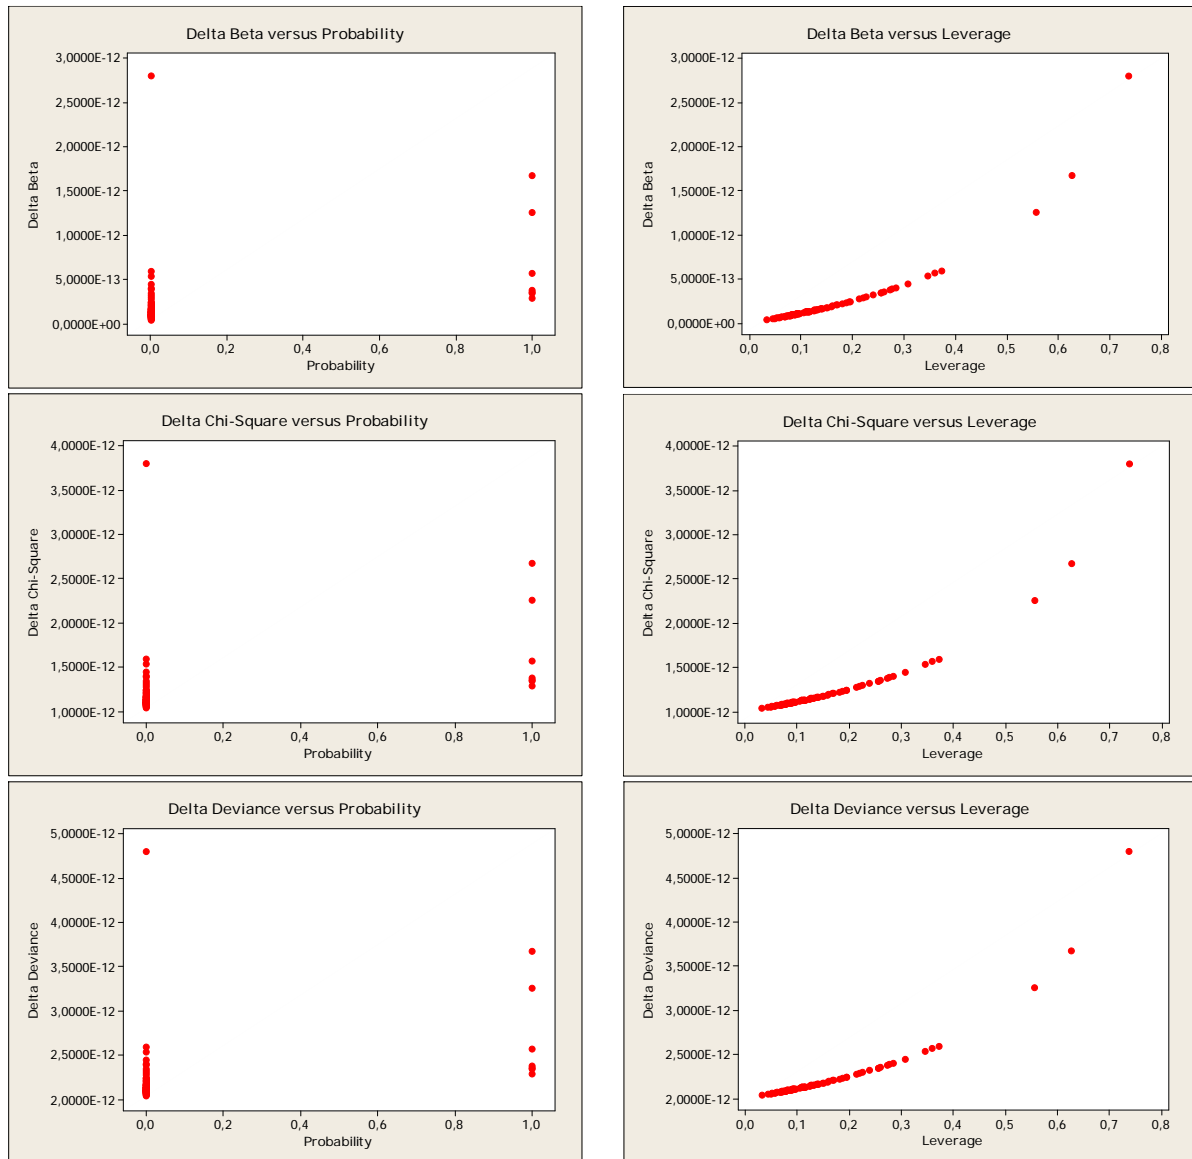 Delta Beta versus Probability
3,0000E-12
2,5000E-12
2,0000E-12
1,5000E-12
1,0000E-12
5,0000E-13
0,0000E+00
Delta Beta
0,0 0,2 0,4 0,6 0,8 1,0
Probability
Delta Beta versus Leverage
3,0000E-12
2,5000E-12
2,0000E-12
1,5000E-12
1,0000E-12
5,0000E-13
0,0000E+00
Delta Beta
0,0 0,1 0,2 0,3 0,4 0,5 0,6 0,7 0,8
Leverage
Delta Chi-Square versus Probability
4,0000E-12
3,5000E-12
3,0000E-12
2,5000E-12
2,0000E-12
1,5000E-12
1,0000E-12
Delta Chi-Square
0,0 0,2 0,4 0,6 0,8 1,0
Probability
Delta Chi-Square versus Leverage
4,0000E-12
3,5000E-12
3,0000E-12
2,5000E-12
2,0000E-12
1,5000E-12
1,0000E-12
Delta Chi-Square
0,0 0,1 0,2 0,3 0,4 0,5 0,6 0,7 0,8
Leverage
Delta Deviance versus Probability
5,0000E-12
4,5000E-12
4,0000E-12
3,5000E-12
3,0000E-12
2,5000E-12
2,0000E-12
Delta Deviance
0,0 0,2 0,4 0,6 0,8 1,0
Probability
Delta Deviance versus Leverage
5,0000E-12
4,5000E-12
4,0000E-12
3,5000E-12
3,0000E-12
2,5000E-12
2,0000E-12
Delta Deviance
0,0 0,1 0,2 0,3 0,4 0,5 0,6 0,7 0,8
Leverage